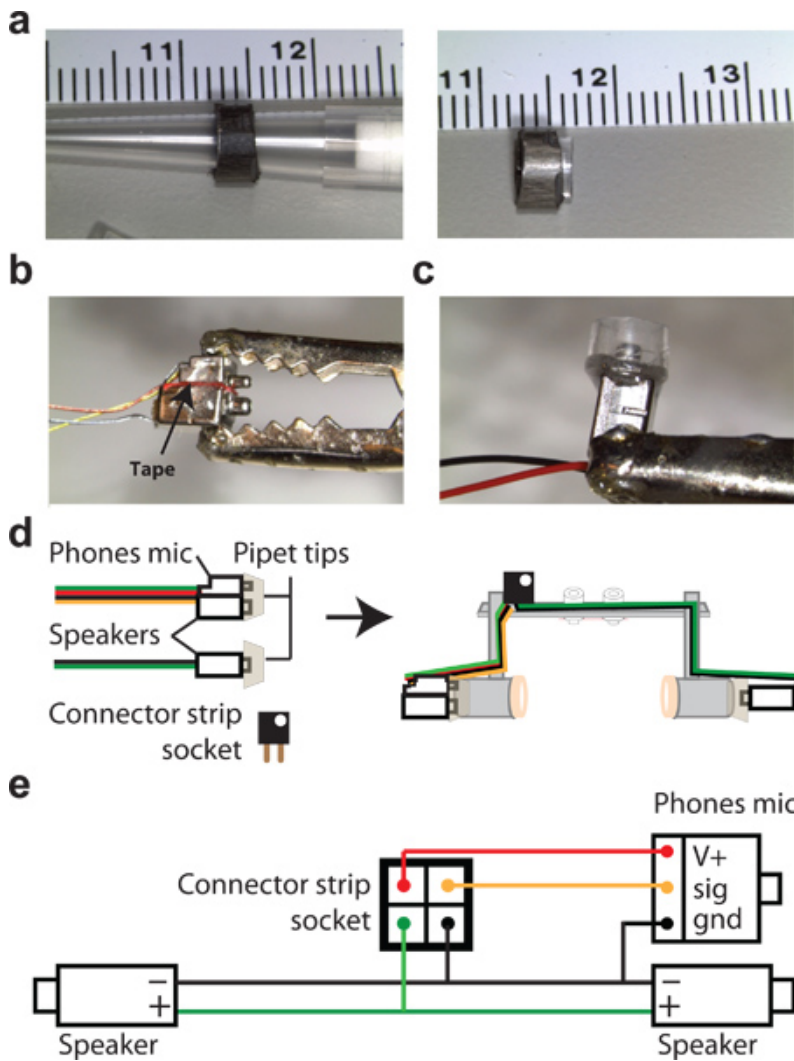 a
11 12
11 12 13
b
Tape
c
d
Phones mic
Pipet tips
Speakers
Connector strip
socket
e
Phones mic
V+
sig
gnd
Connector strip
socket
−
+
Speaker
−
+
Speaker